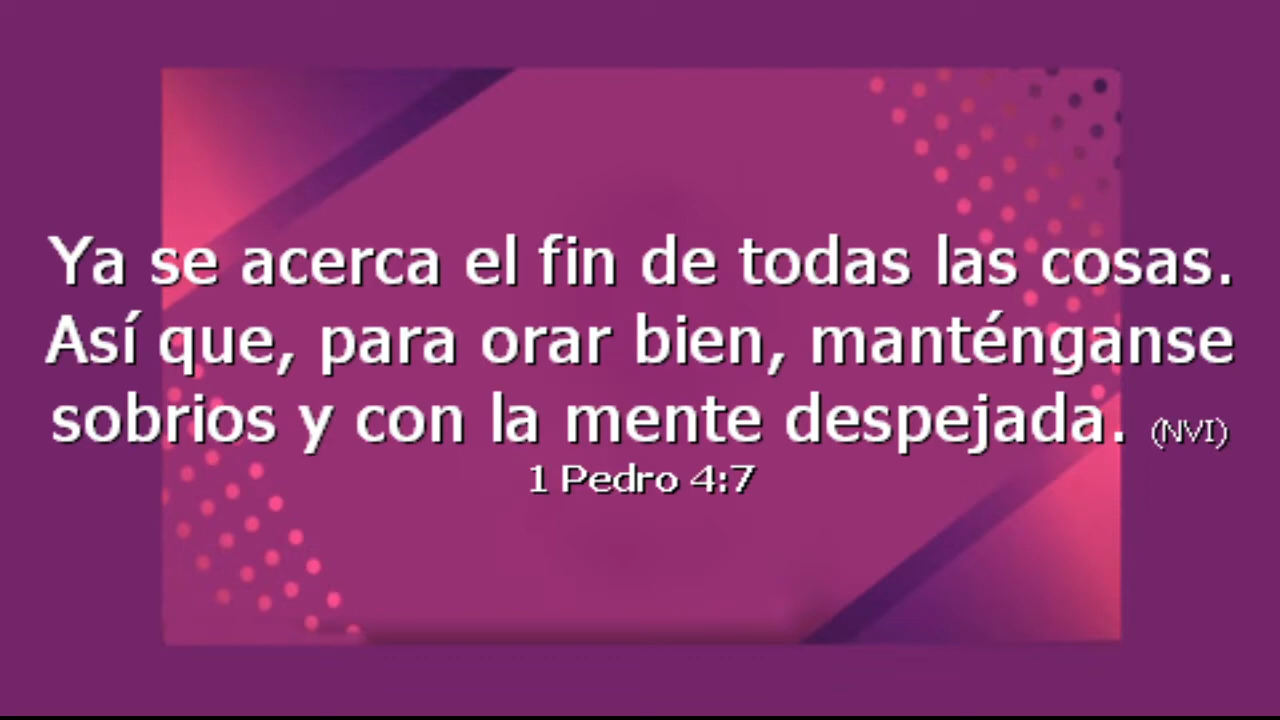 Ya se acerca el fin de todas las cosas.
Así que, para orar bien, manténganse
sobrios y con la mente despejada. (NVI)
1 Pedro 4:7